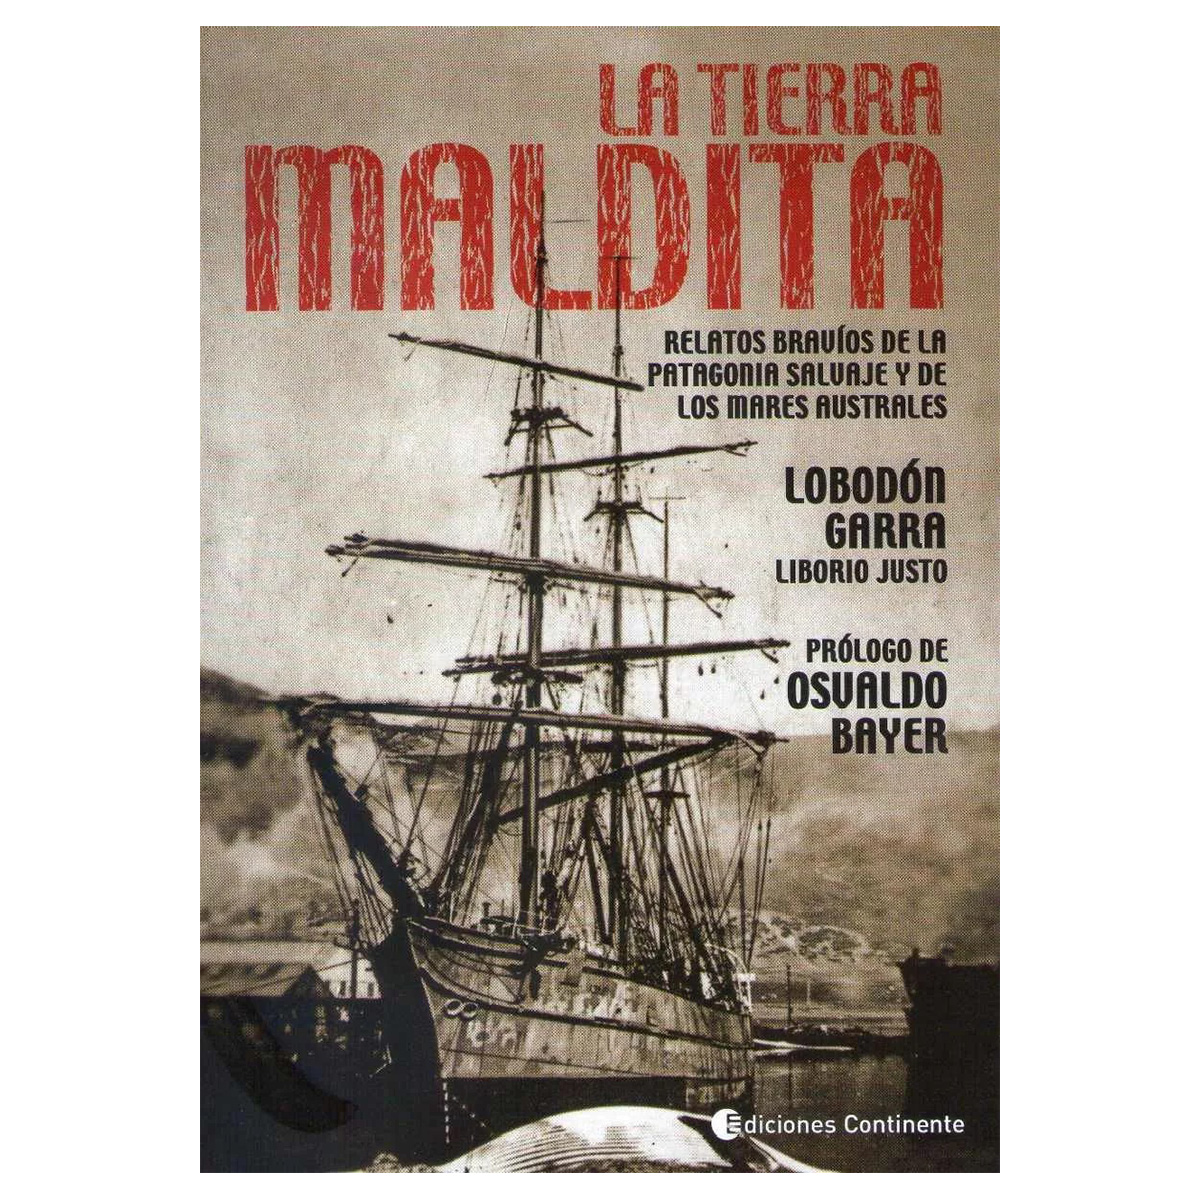 LA TIERRA
MALDITA
RELATOS BRAVÍOS DE LA
PATAGONIA SALVAJE Y DE
LOS MARES AUSTRALES
LOBODÓN
GARRA
LIBORIO JUSTO
PRÓLOGO DE
OSVALDO
BAYER
Ediciones Continente